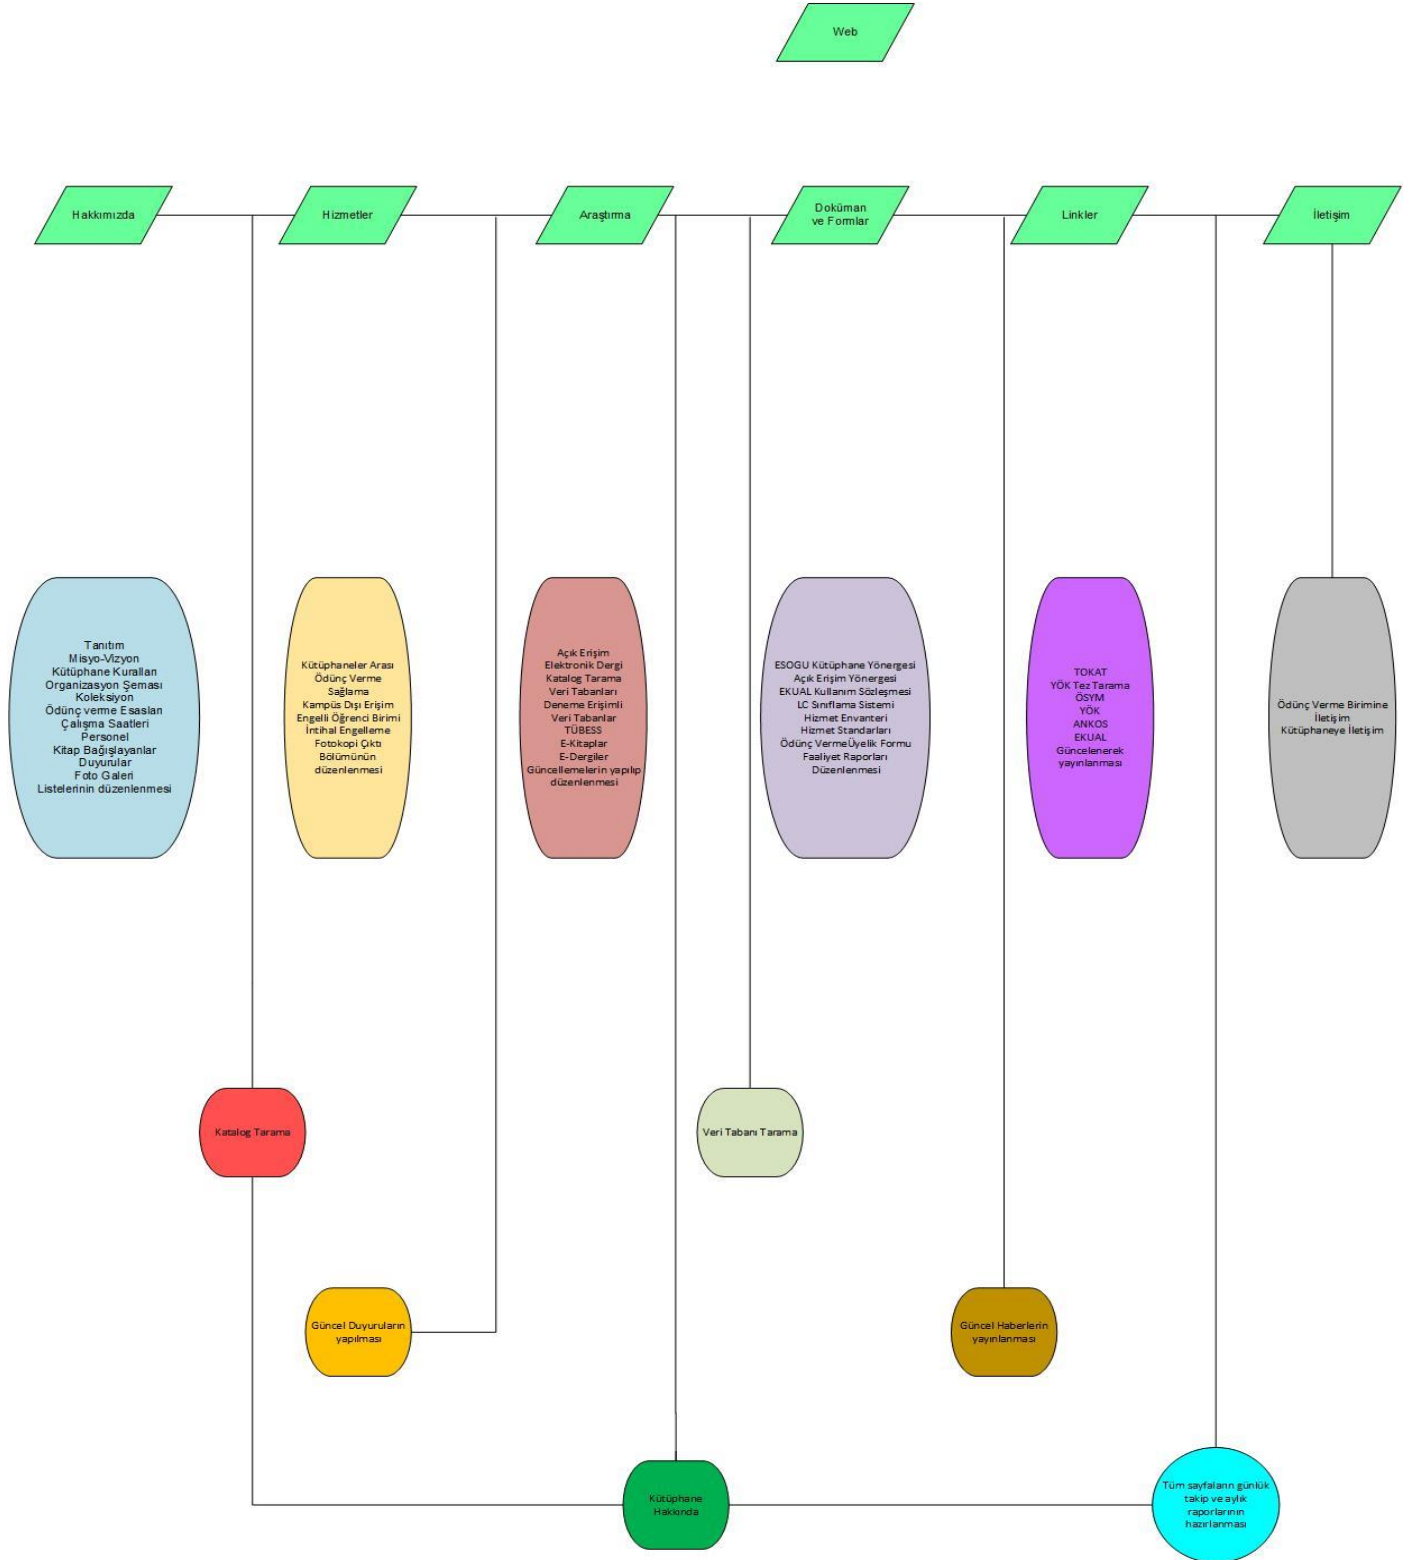 Web
Hakkımızda
Hizmetler
Araştırma
Doküman
ve Formlar
Linkler
İletişim
Tanıtım
Misyo-Vizyon
Kütüphane Kuralları
Organizasyon Şeması
Koleksiyon
Ödünç verme Esasları
Çalışma Saatleri
Personel
Kitap Bağışlayanlar
Duyurular
Foto Galeri
Listelerinin düzenlenmesi
Kütüphaneler Arası
Ödünç Verme
Sağlama
Kampüs Dışı Erişim
Engelli Öğrenci Birimi
İntihal Engelleme
Fotokopi Çıktı
Bölümünün
düzenlenmesi
Açık Erişim
Elektronik Dergi
Katalog Tarama
Veri Tabanları
Deneme Erişimli
Veri Tabanlar
TÜBESS
E-Kitaplar
E-Dergiler
Güncellemelerin yapılıp
düzenlenmesi
ESOGU Kütüphane Yönergesi
Açık Erişim Yönergesi
EKUAL Kullanım Sözleşmesi
LC Sınıflama Sistemi
Hizmet Envanteri
Hizmet Standarları
Ödünç VermeÜyelik Formu
Faaliyet Raporları
Düzenlenmesi
TOKAT
YÖK Tez Tarama
ÖSYM
YÖK
ANKOS
EKUAL
Güncelenerek
yayınlanması
Ödünç Verme Birimine
İletişim
Kütüphaneye İletişim
Katalog Tarama
Veri Tabanı Tarama
Güncel Duyuruların
yapılması
Güncel Haberlerin
yayınlanması
Kütüphane
Hakkında
Tüm sayfaların günlük
takip ve aylık
raporlarının
hazırlanması